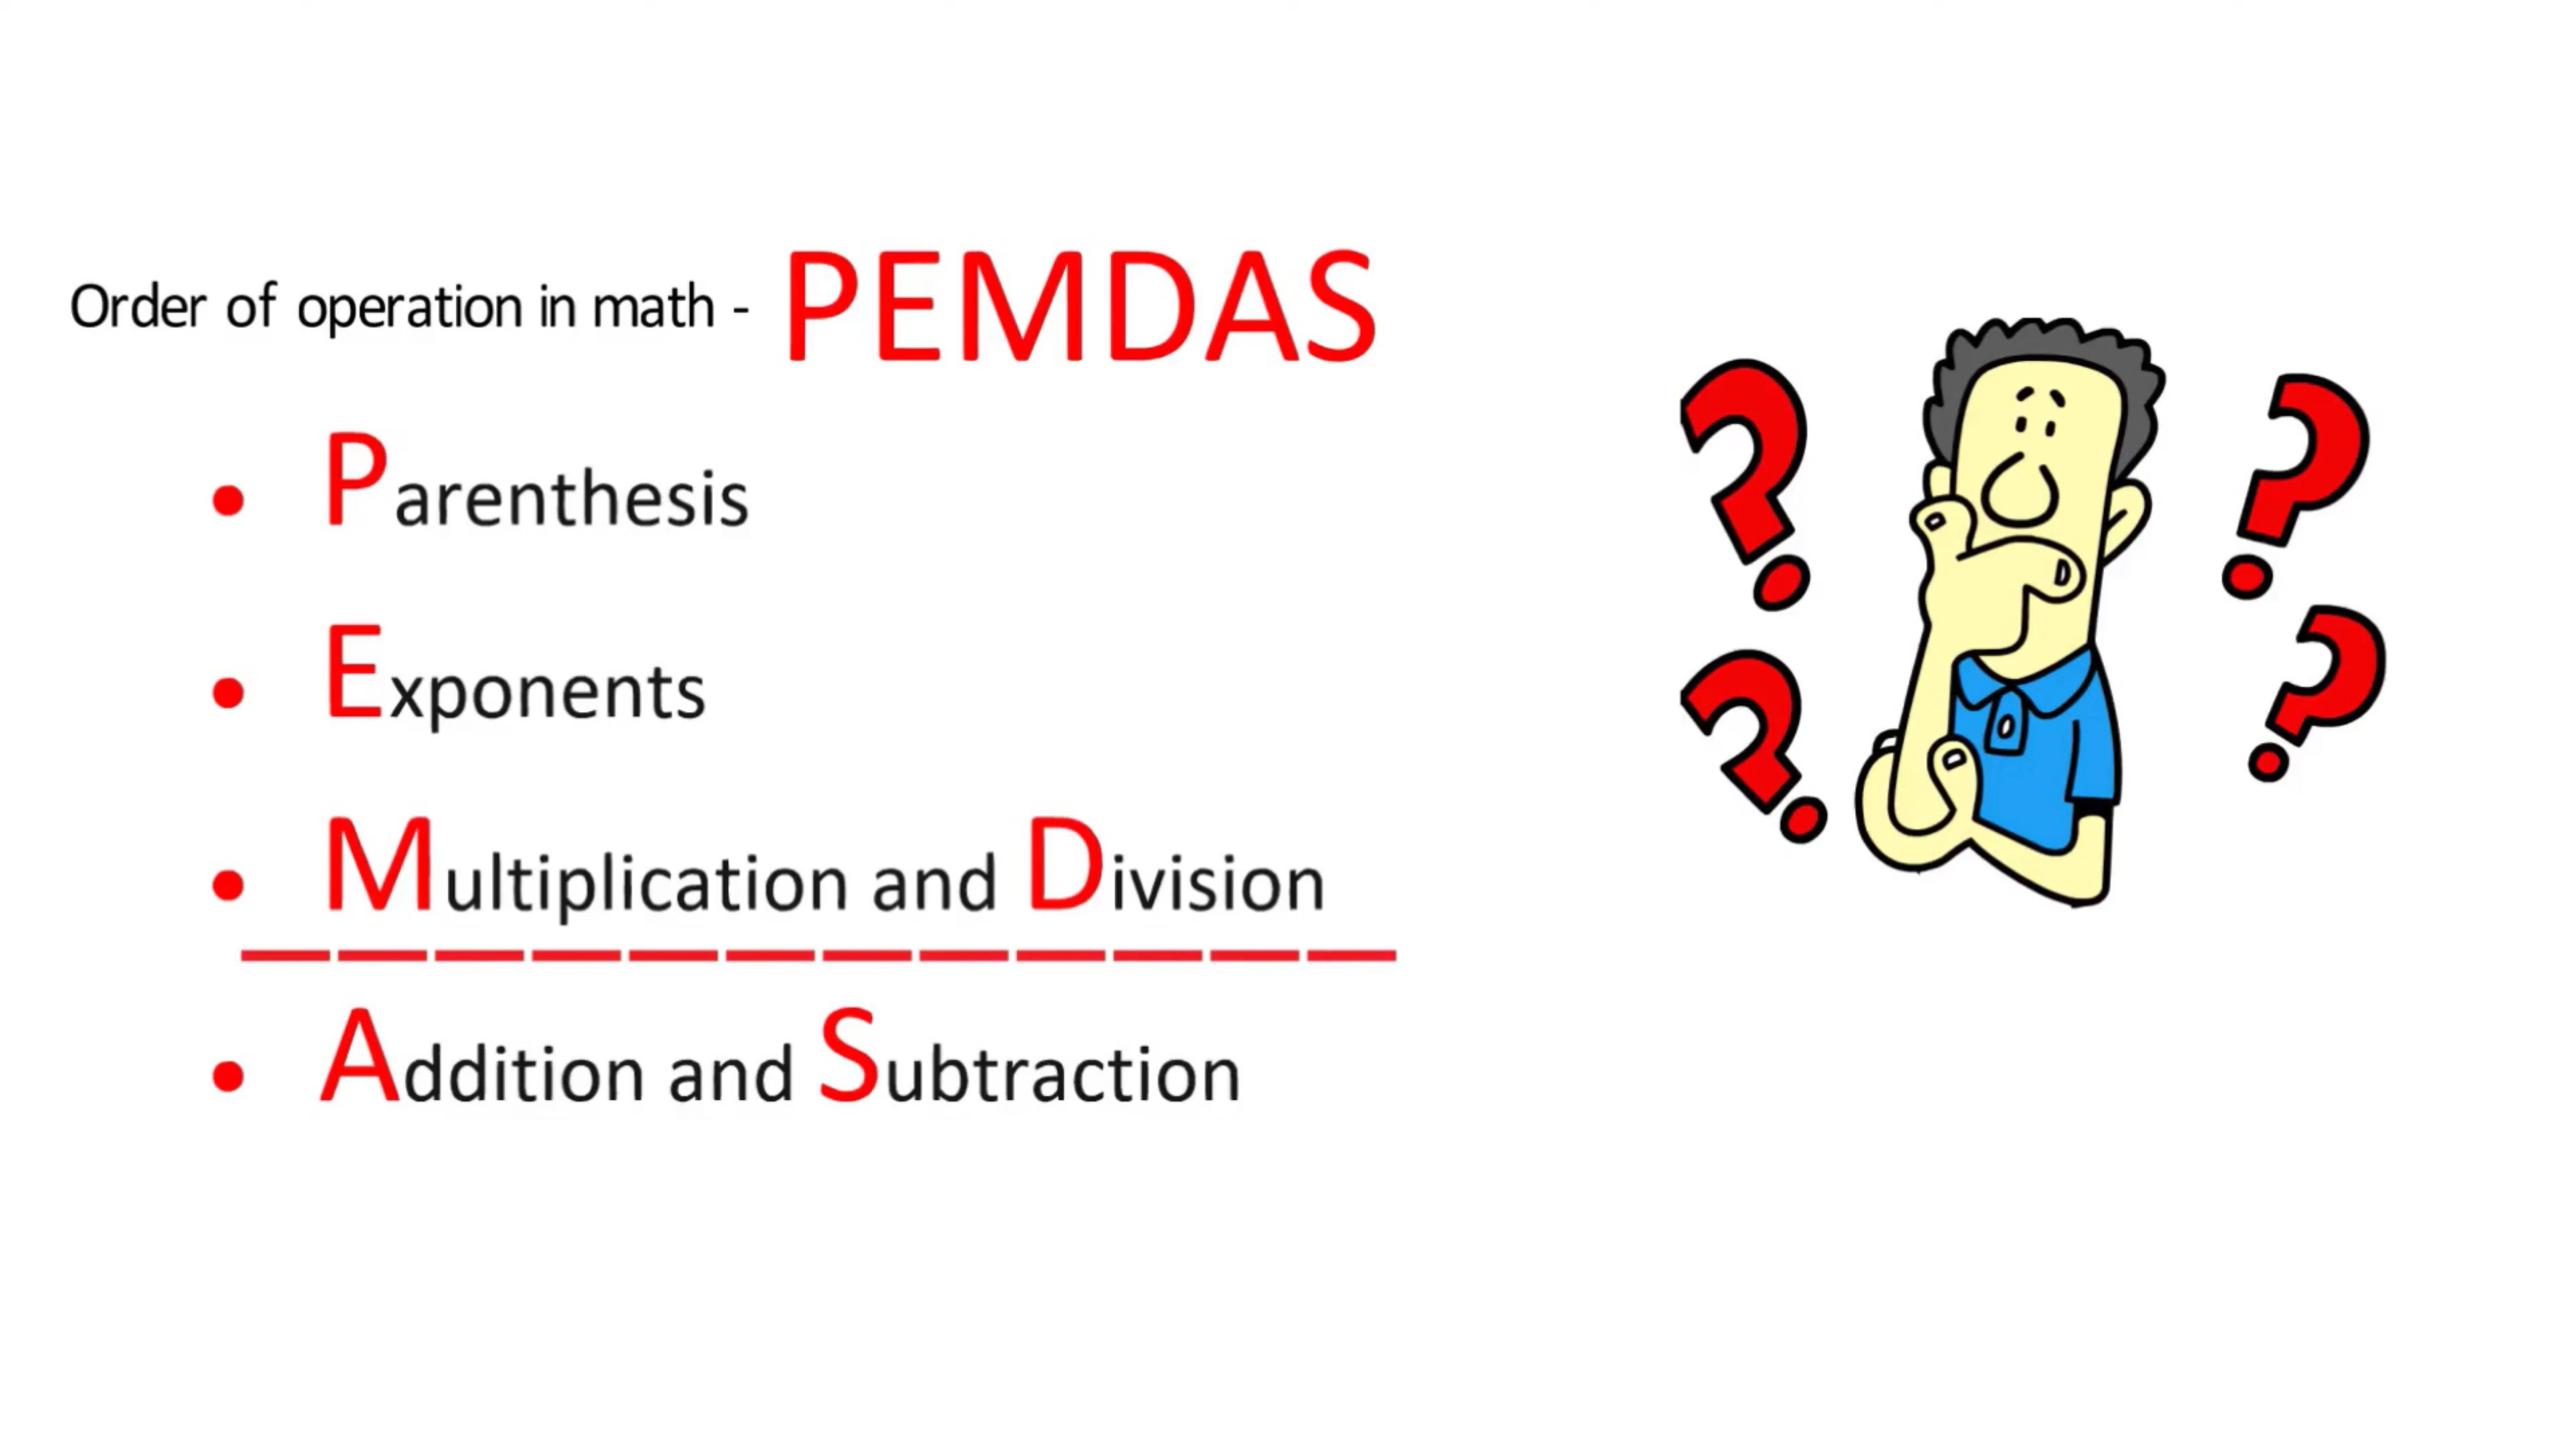 Order of operation in math - PEMDAS
• Parenthesis
• Exponents
• Multiplication and Division
• Addition and Subtraction